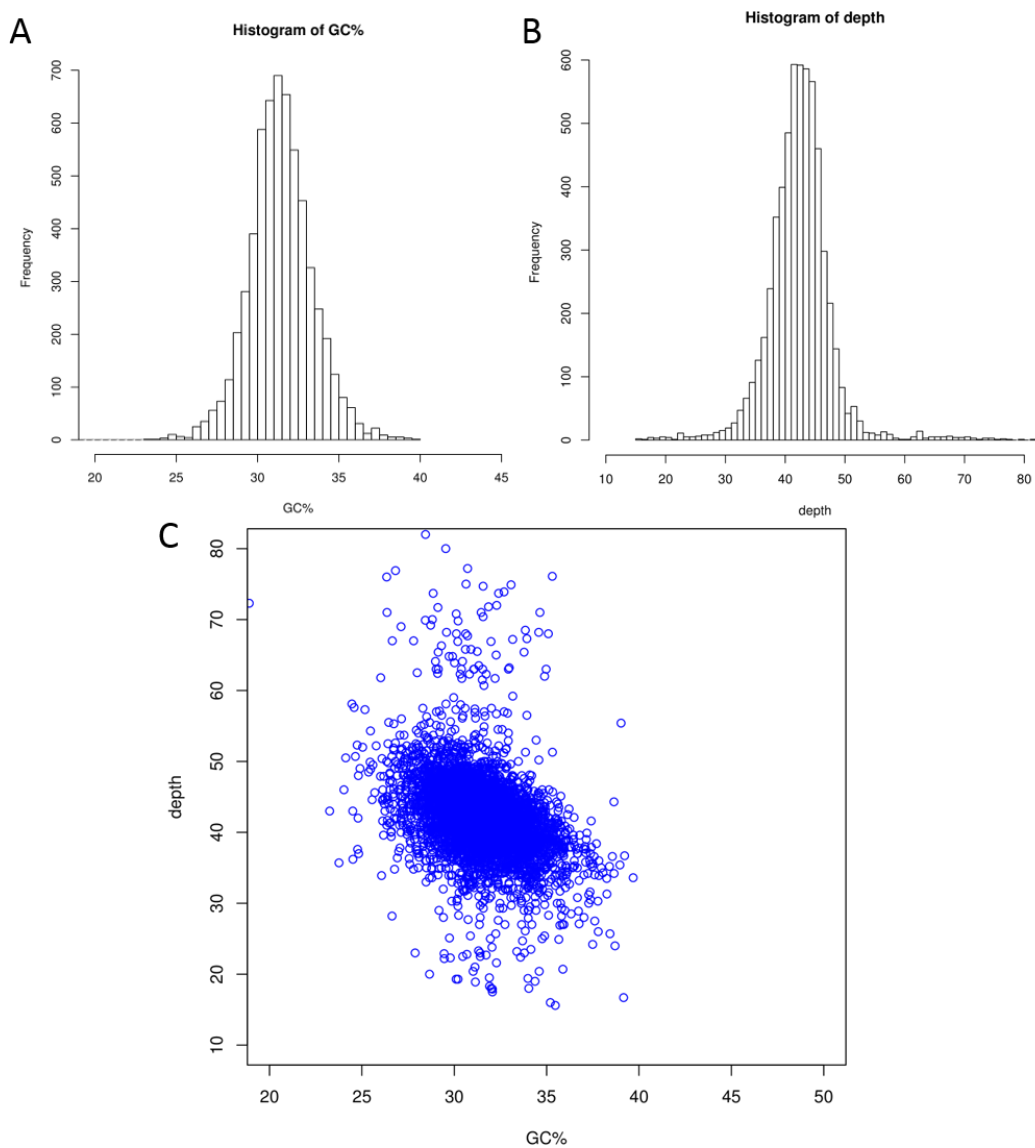 A
Histogram of GC%
Frequency
0 100 200 300 400 500 600 700
20 25 30 35 40 45
GC%
B
Histogram of depth
Frequency
0 100 200 300 400 500 600
10 20 30 40 50 60 70 80
depth
C
depth
10 20 30 40 50 60 70 80
20 25 30 35 40 45 50
GC%